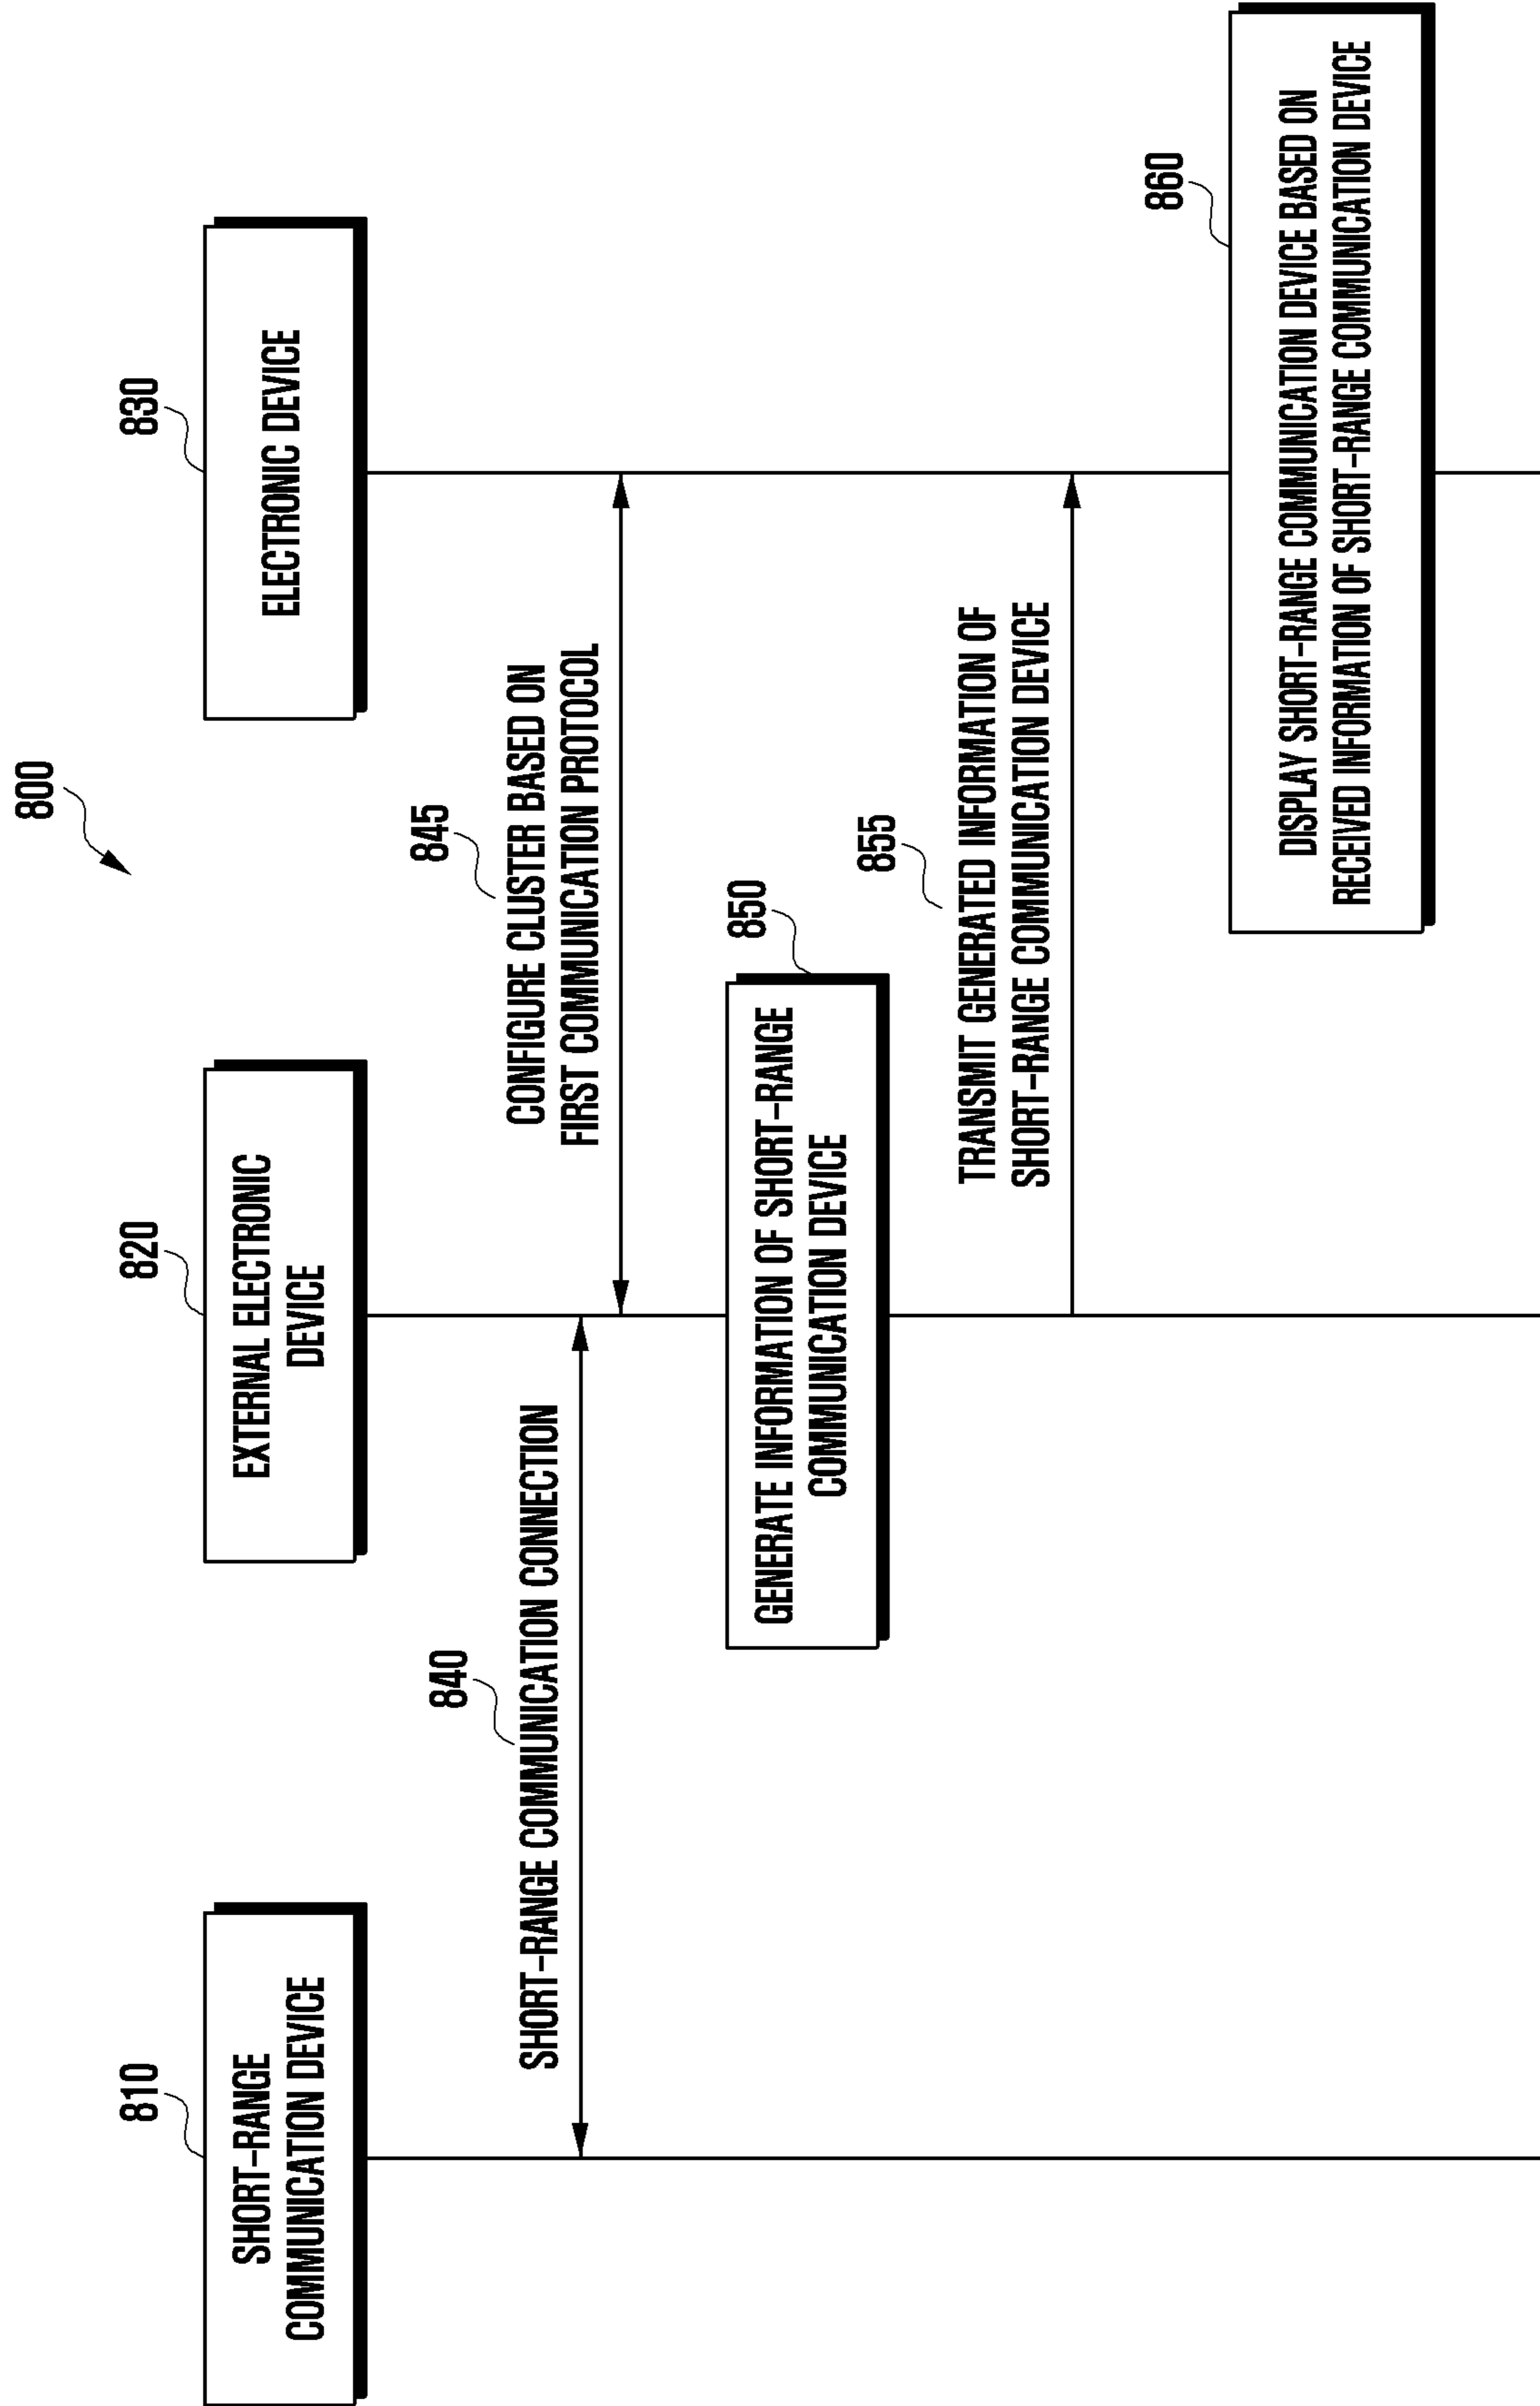 800
810
SHORT-RANGE
COMMUNICATION DEVICE
820
EXTERNAL ELECTRONIC
DEVICE
830
ELECTRONIC DEVICE
840
SHORT-RANGE COMMUNICATION CONNECTION
845
CONFIGURE CLUSTER BASED ON
FIRST COMMUNICATION PROTOCOL
850
GENERATE INFORMATION OF SHORT-RANGE
COMMUNICATION DEVICE
855
TRANSMIT GENERATED INFORMATION OF
SHORT-RANGE COMMUNICATION DEVICE
860
DISPLAY SHORT-RANGE COMMUNICATION DEVICE BASED ON
RECEIVED INFORMATION OF SHORT-RANGE COMMUNICATION DEVICE